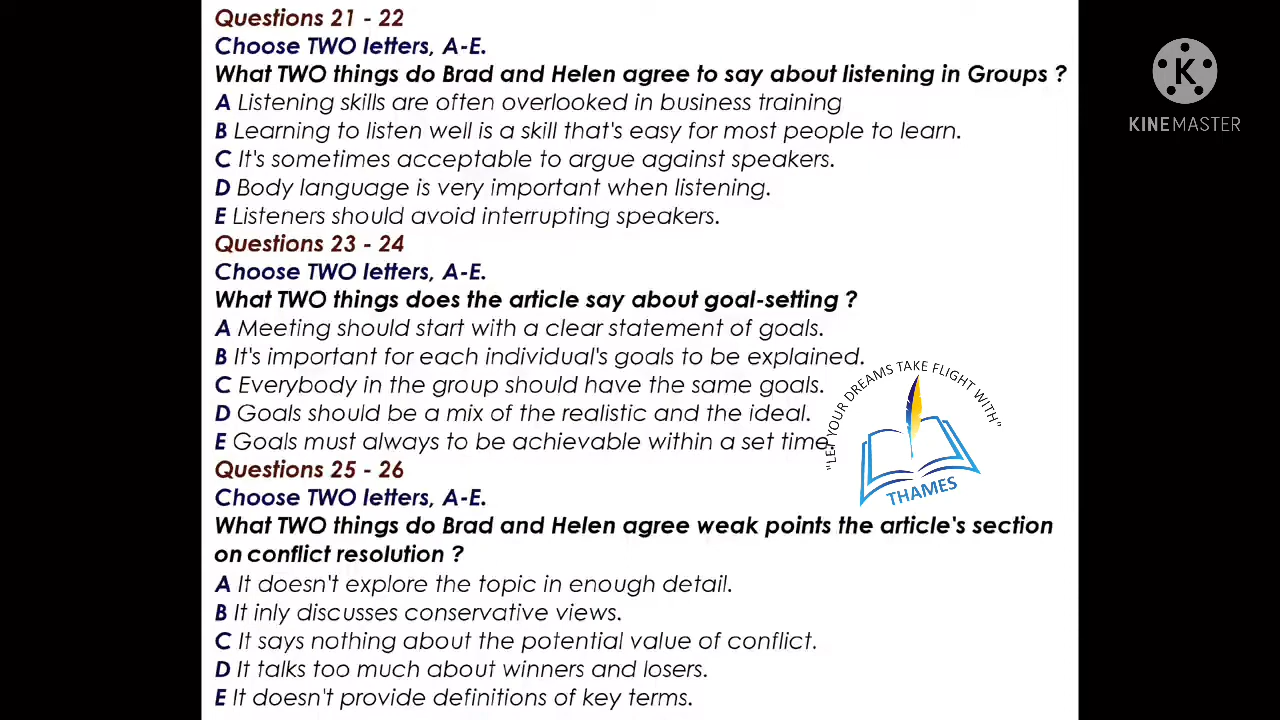 Questions 21 - 22
Choose TWO letters, A-E.
What TWO things do Brad and Helen agree to say about listening in Groups ?
A Listening skills are often overlooked in business training
B Learning to listen well is a skill that's easy for most people to learn.
C It's sometimes acceptable to argue against speakers.
D Body language is very important when listening.
E Listeners should avoid interrupting speakers.
Questions 23 - 24
Choose TWO letters, A-E.
What TWO things does the article say about goal-setting ?
A Meeting should start with a clear statement of goals.
B It's important for each individual's goals to be explained.
C Everybody in the group should have the same goals.
D Goals should be a mix of the realistic and the ideal.
E Goals must always to be achievable within a set time.
Questions 25 - 26
Choose TWO letters, A-E.
What TWO things do Brad and Helen agree weak points the article's section
on conflict resolution ?
A It doesn't explore the topic in enough detail.
B It inly discusses conservative views.
C It says nothing about the potential value of conflict.
D It talks too much about winners and losers.
E It doesn't provide definitions of key terms.
"LET YOUR DREAMS TAKE FLIGHT WITH"
THAMES
K
KINEMASTER